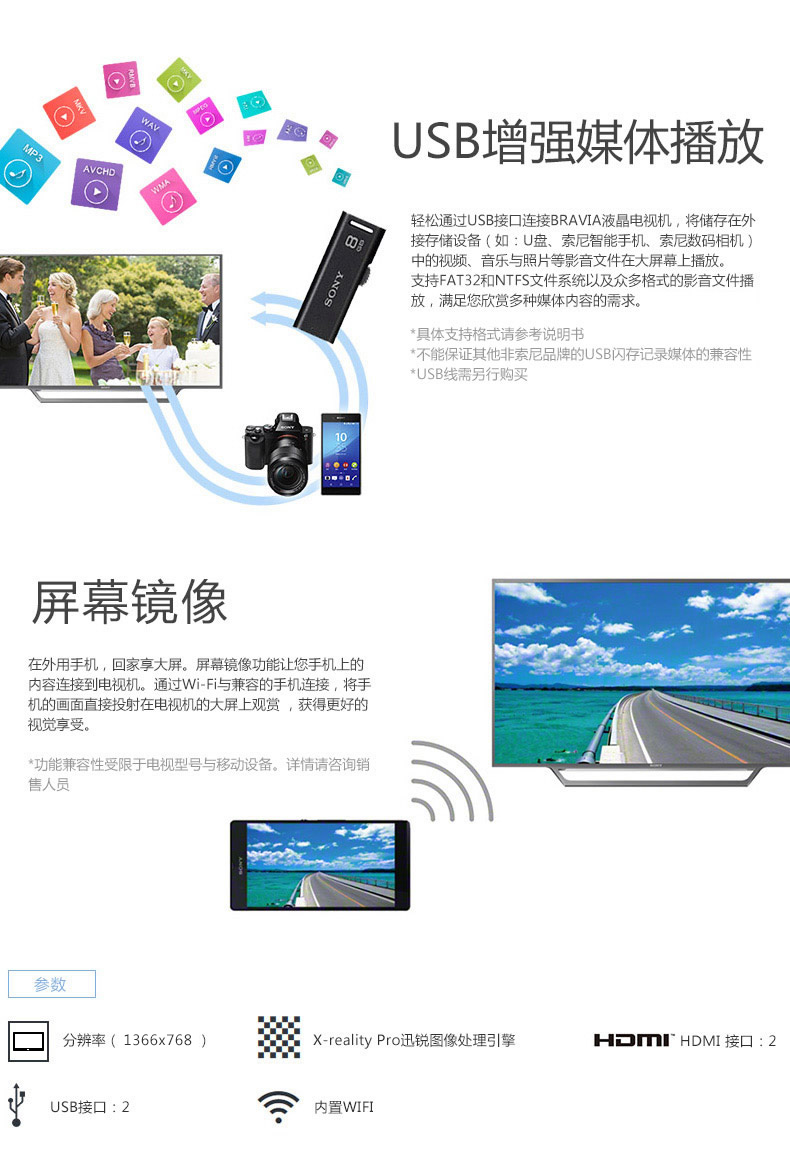 RMVB
MKV
MKV
MPEG
WAV
MP3
AVCHD
WMA
USB增强媒体播放
轻松通过USB接口连接BRAVIA液晶电视机，将储存在外
接存储设备（如：U盘、索尼智能手机、索尼数码相机）
中的视频、音乐与照片等影音文件在大屏幕上播放。
支持FAT32和NTFS文件系统以及众多格式的影音文件播
放，满足您欣赏多种媒体内容的需求。
*具体支持格式请参考说明书
*不能保证其他非索尼品牌的USB闪存记录媒体的兼容性
*USB线需另行购买
8GB
SONY
SONY
10
屏幕镜像
在外用手机，回家享大屏。屏幕镜像功能让您手机上的
内容连接到电视机。通过Wi-Fi与兼容的手机连接，将手
机的画面直接投射在电视机的大屏上观赏 ，获得更好的
视觉享受。
*功能兼容性受限于电视型号与移动设备。详情请咨询销
售人员
SONY
SONY
参数
分辨率（ 1366x768 ）
X-reality Pro迅锐图像处理引擎
HDMI HDMI 接口：2
USB接口：2
内置WIFI